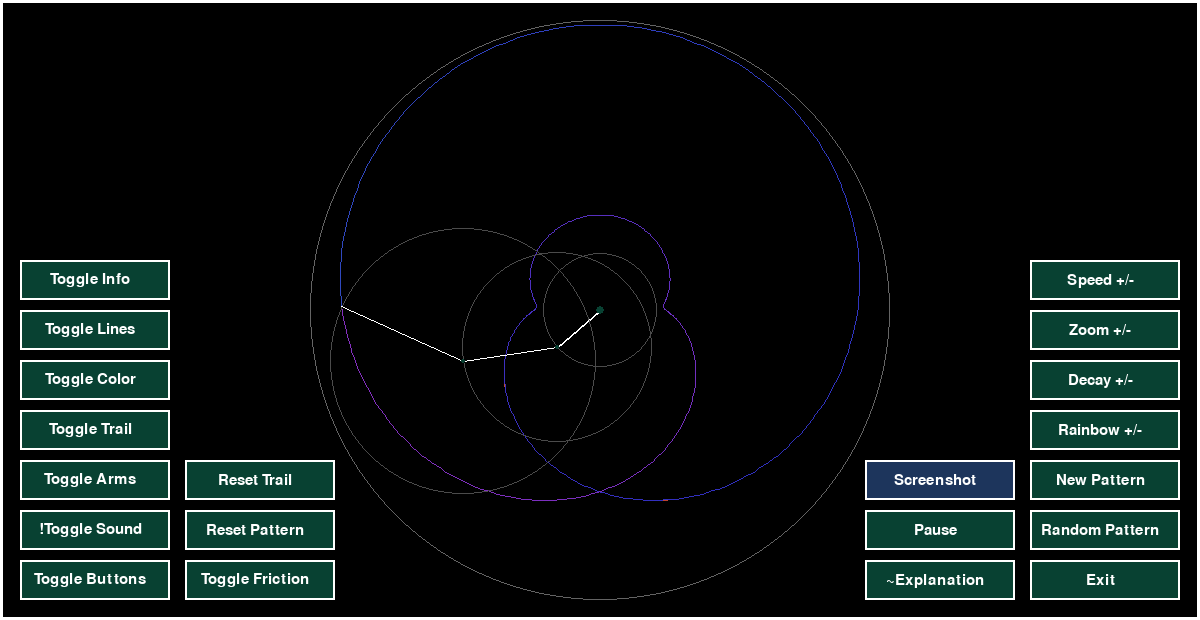 Toggle Info
Toggle Lines
Toggle Color
Toggle Trail
Toggle Arms
!Toggle Sound
Toggle Buttons
Reset Trail
Reset Pattern
Toggle Friction
Screenshot
Pause
~Explanation
Speed +/-
Zoom +/-
Decay +/-
Rainbow +/-
New Pattern
Random Pattern
Exit